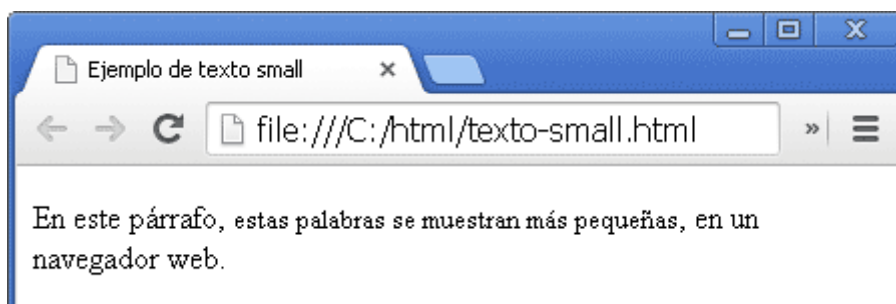 Ejemplo de texto small
file:///C:/html/texto-small.html
En este párrafo, estas palabras se muestran más pequeñas, en un
navegador web.